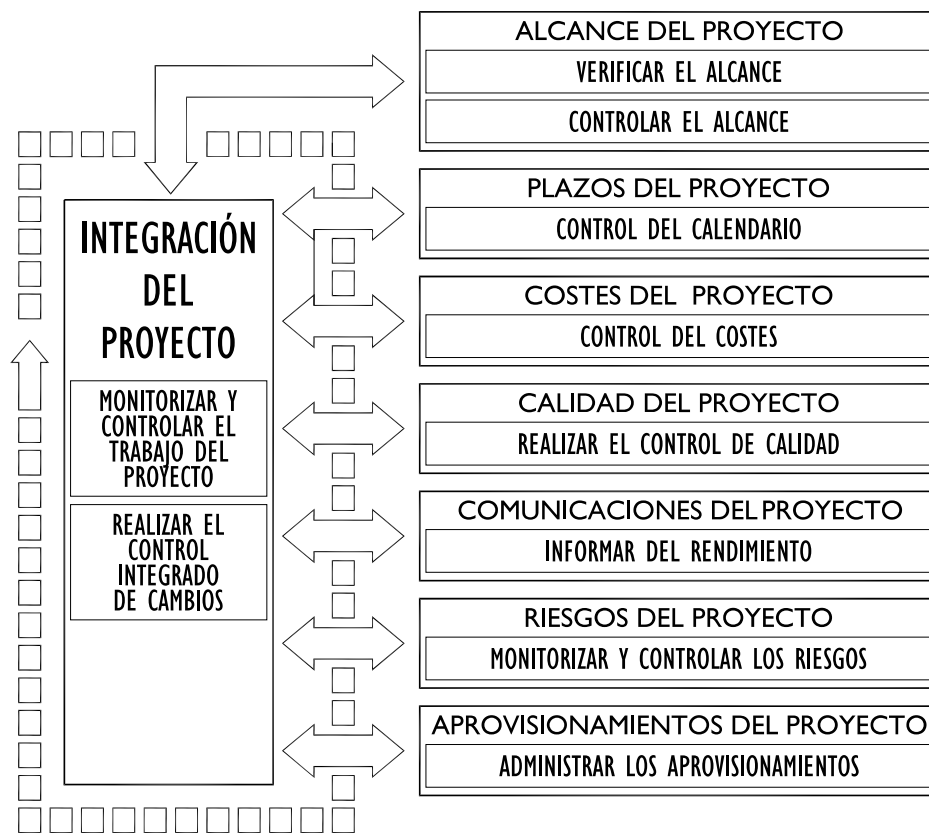 ALCANCE DEL PROYECTO
VERIFICAR EL ALCANCE
CONTROLAR EL ALCANCE
INTEGRACIÓN
DEL
PROYECTO
MONITORIZAR Y
CONTROLAR EL
TRABAJO DEL
PROYECTO
REALIZAR EL
CONTROL
INTEGRADO
DE CAMBIOS
PLAZOS DEL PROYECTO
CONTROL DEL CALENDARIO
COSTES DEL PROYECTO
CONTROL DEL COSTES
CALIDAD DEL PROYECTO
REALIZAR EL CONTROL DE CALIDAD
COMUNICACIONES DEL PROYECTO
INFORMAR DEL RENDIMIENTO
RIESGOS DEL PROYECTO
MONITORIZAR Y CONTROLAR LOS RIESGOS
APROVISIONAMIENTOS DEL PROYECTO
ADMINISTRAR LOS APROVISIONAMIENTOS